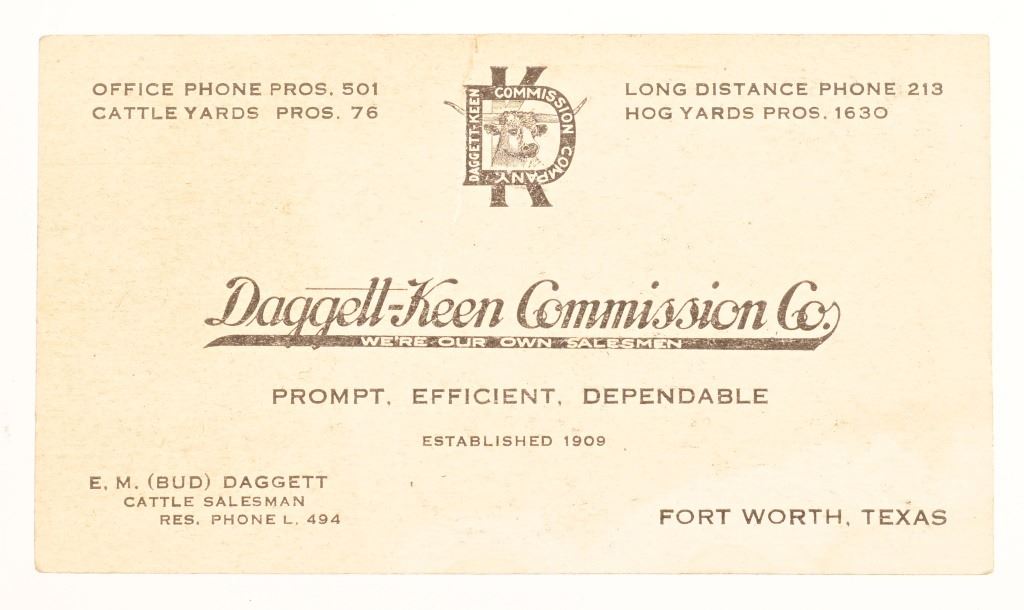 OFFICE PHONE PROS. 501
CATTLE YARDS PROS. 76
LONG DISTANCE PHONE 213
HOG YARDS PROS. 1630
DK
DAGGETT-KEEN COMMISSION COMPANY
Daggett-Keen Commission Co.
WE'RE OUR OWN SALESMEN
PROMPT, EFFICIENT, DEPENDABLE
ESTABLISHED 1909
E. M. (BUD) DAGGETT
CATTLE SALESMAN
RES. PHONE L. 494
FORT WORTH, TEXAS